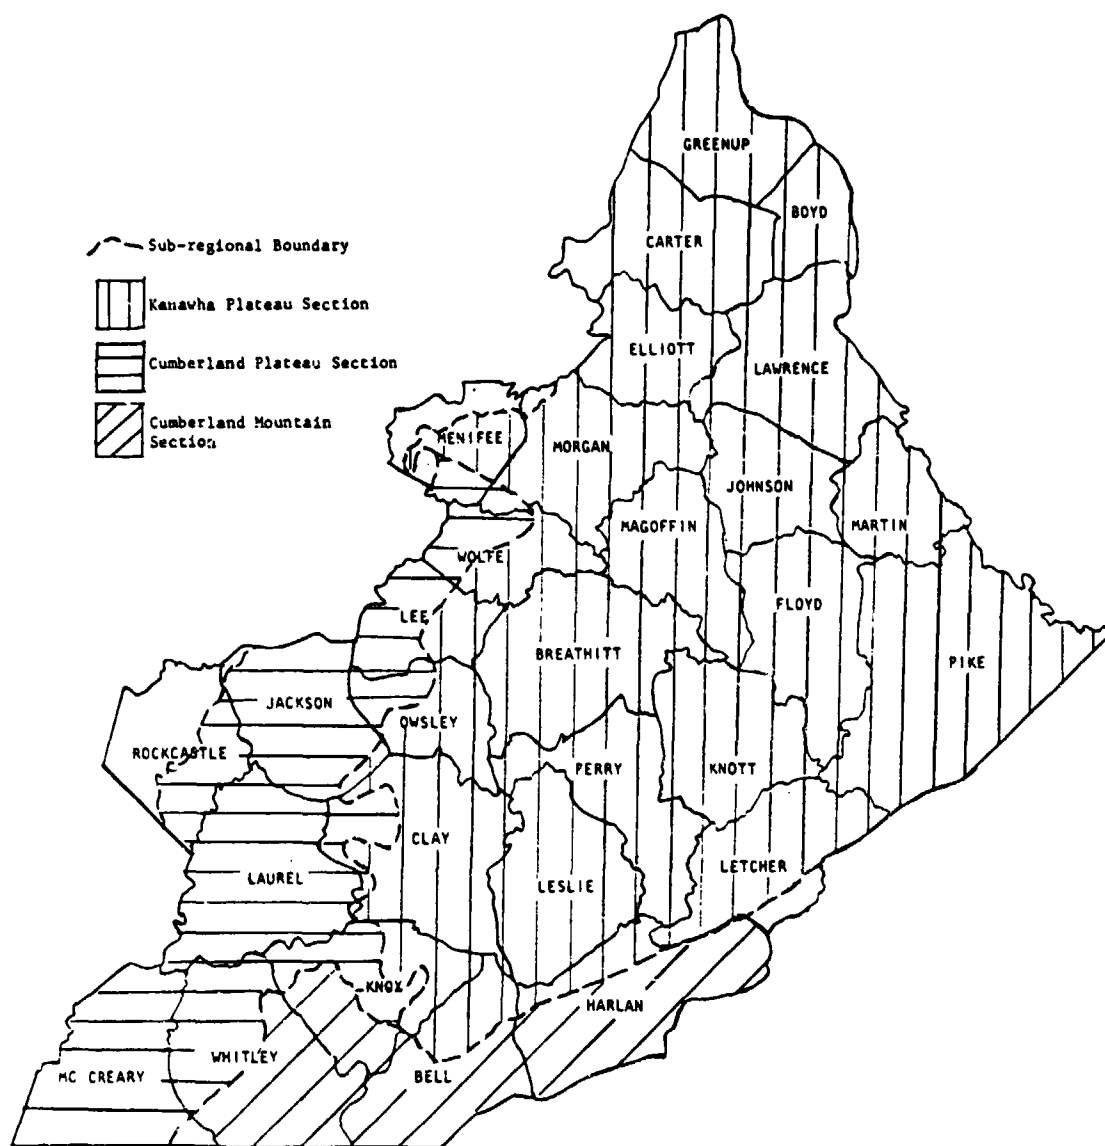 GREENUP
BOYD
CARTER
Sub-regional Boundary
Kanawha Plateau Section
Cumberland Plateau Section
Cumberland Mountain
Section
ELLIOTT
LAWRENCE
MENIFEE
MORGAN
JOHNSON
MAGOFFIN
MARTIN
WOLFE
FLOYD
LEE
BREATHITT
PIKE
JACKSON
OWSLEY
ROCKCASTLE
PERRY
KNOTT
CLAY
LETCHER
LAUREL
LESLIE
KNOX
HARLAN
WHITLEY
MC CREARY
BELL